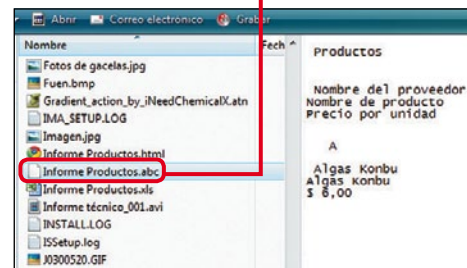 Abrir Correo electrónico Grabar
Nombre Fech
Fotos de gacelas.jpg
Fuen.bmp
Gradient_action_by_iNeedChemicalX.atn
IMA_SETUP.LOG
Imagen.jpg
Informe Productos.html
Informe Productos.abc
Informe Productos.xls
Informe técnico_001.avi
INSTALL.LOG
ISSetup.log
J0300520.GIF
Productos
Nombre del proveedor
Nombre de producto
Precio por unidad
A
Algas Konbu
Algas Konbu
$ 6,00